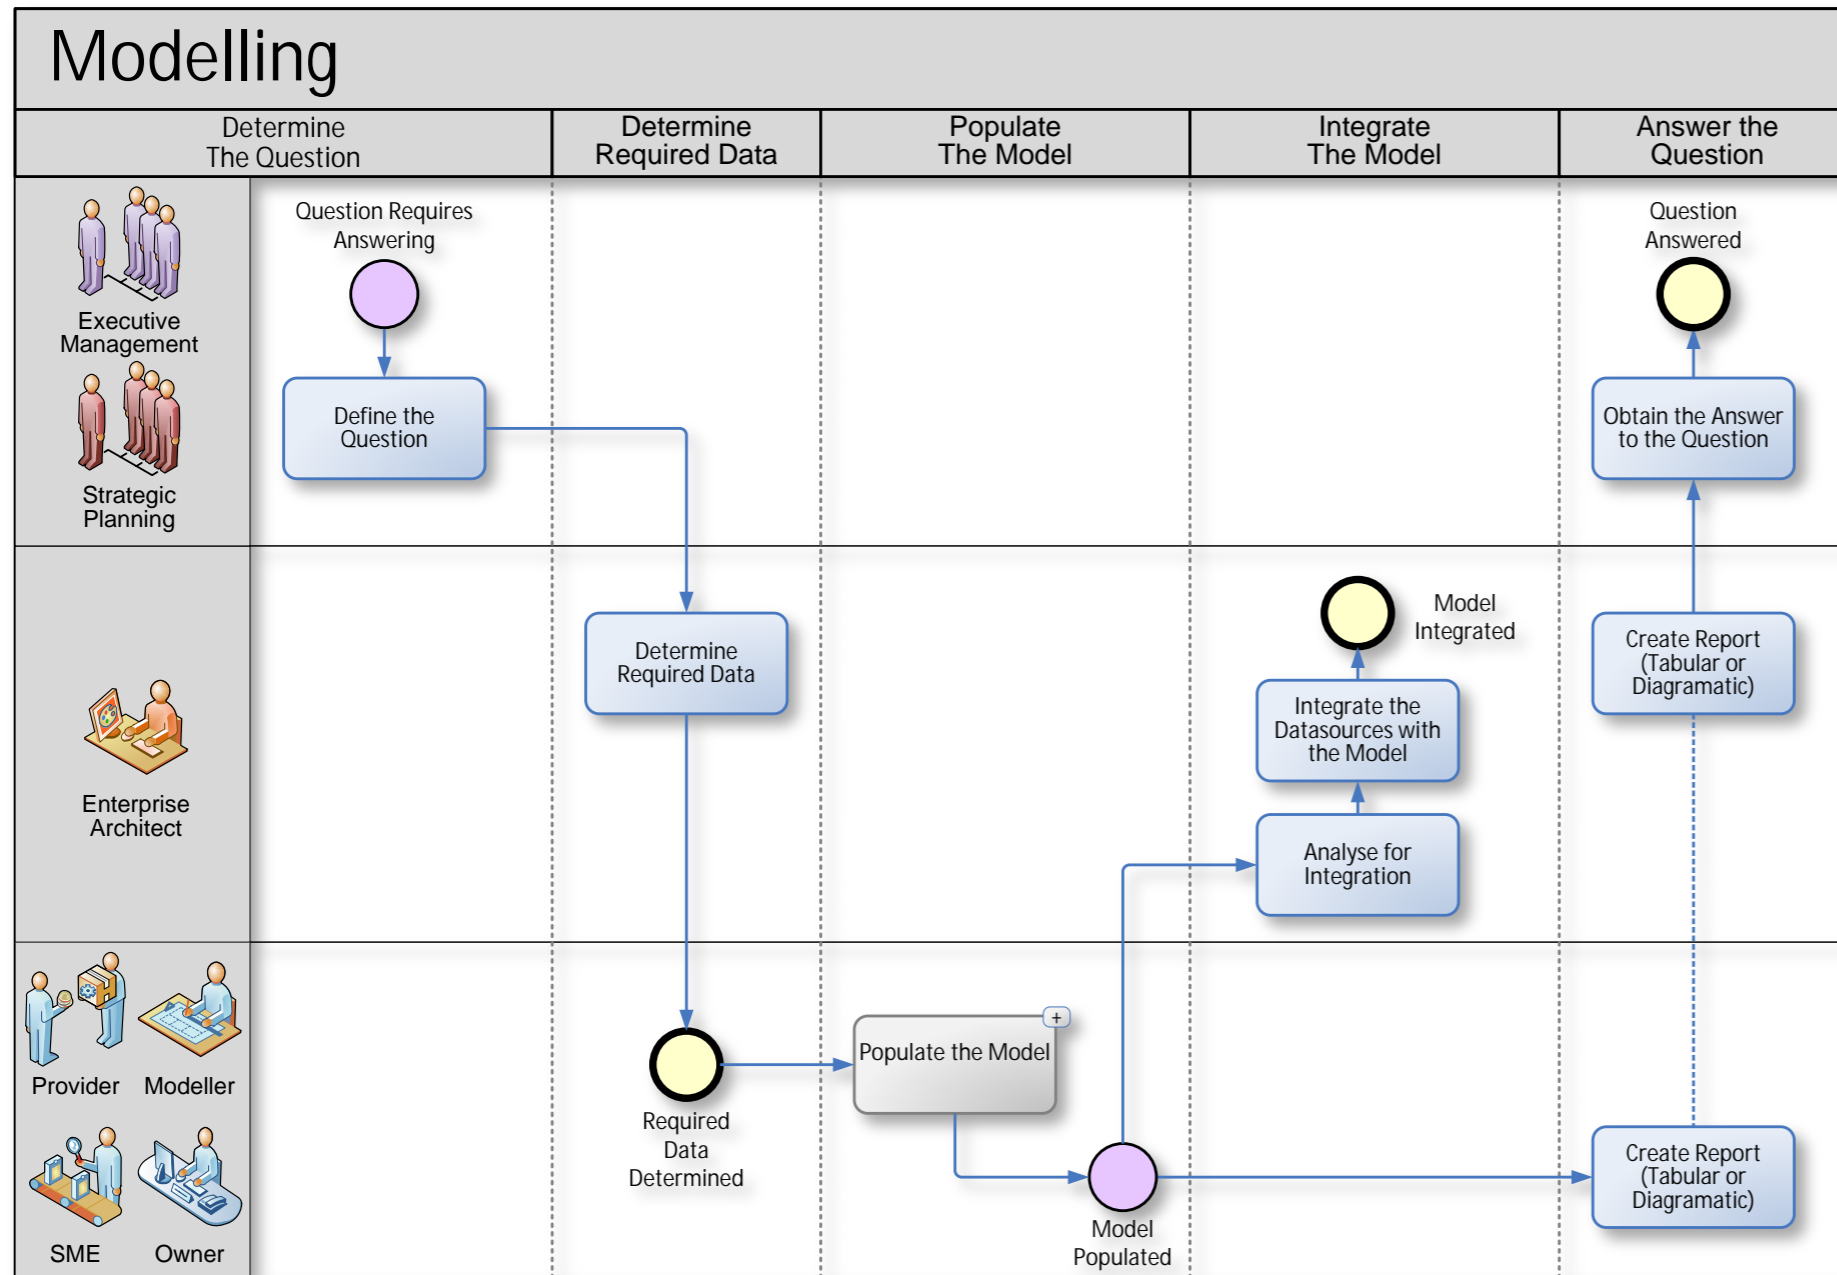 Modelling
Determine
The Question
Determine
Required Data
Populate
The Model
Integrate
The Model
Answer the
Question
Executive
Management
Strategic
Planning
Question Requires
Answering
Define the
Question
Question
Answered
Obtain the Answer
to the Question
Enterprise
Architect
Determine
Required Data
Model
Integrated
Integrate the
Datasources with
the Model
Analyse for
Integration
Create Report
(Tabular or
Diagramatic)
Provider
Modeller
SME
Owner
Required
Data
Determined
Populate the Model
+
Model
Populated
Create Report
(Tabular or
Diagramatic)